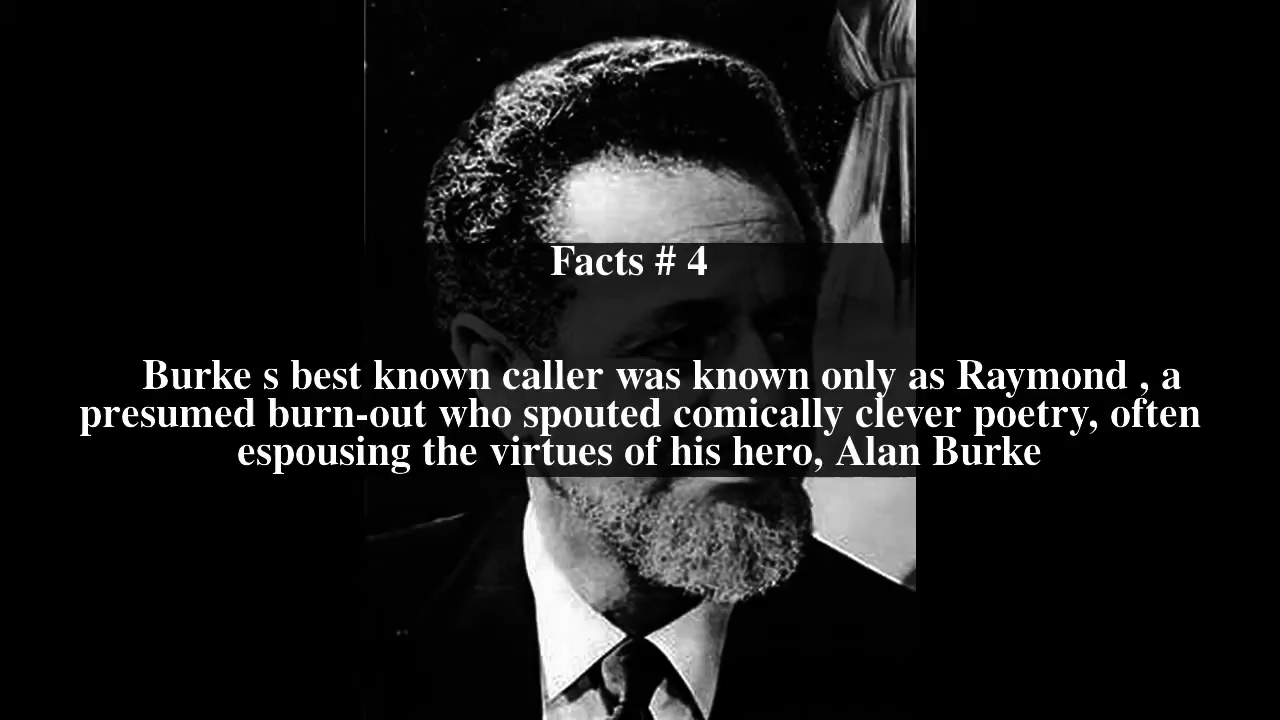 Facts # 4
Burke s best known caller was known only as Raymond , a
presumed burn-out who spouted comically clever poetry, often
espousing the virtues of his hero, Alan Burke